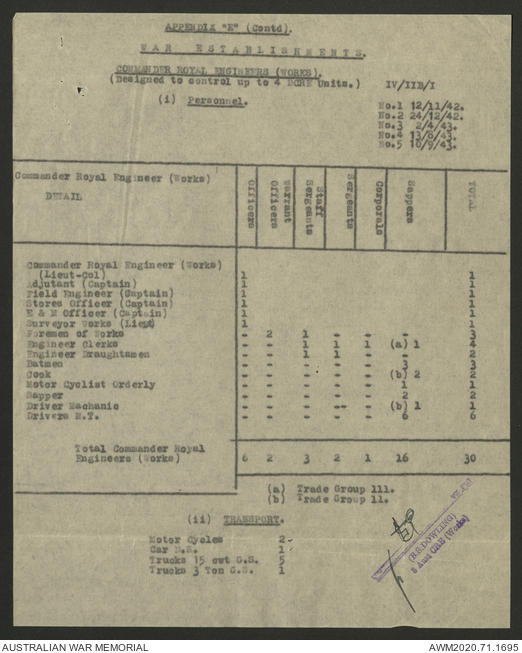 APPENDIX "E" (Contd).
WAR ESTABLISHMENTS.
COMMANDER ROYAL ENGINEERS (WORKS).
(Designed to control up to 4 DCRE Units.) IV/IIB/I
(i) Personnel.
No.1 12/11/42.
No.2 24/12/42.
No.3 2/4/43.
No.4 13/8/43.
No.5 10/9/43.
Commander Royal Engineer (Works)
DETAIL
Officers
Warrant Officers
Staff Sergeants
Sergeants
Corporals
Sappers
TOTAL
Commander Royal Engineer (Works)
(Lieut-Col) 1 1
Adjutant (Captain) 1 1
Field Engineer (Captain) 1 1
Stores Officer (Captain) 1 1
E & M Officer (Captain) 1 1
Surveyor Works (Lieut) 1 1
Foremen of Works - 2 1 - - - 3
Engineer Clerks - - 1 1 1 (a) 1 4
Engineer Draughtsmen - - 1 1 - - 2
Batmen - - - - - 3 3
Cook - - - - - (b) 2 2
Motor Cyclist Orderly - - - - - 1 1
Sapper - - - - - 2 2
Driver Mechanic - - - -- - (b) 1 1
Drivers M.T. - - - - - 6 6
Total Commander Royal
Engineers (Works) 6 2 3 2 1 16 30
(a) Trade Group 111.
(b) Trade Group 11.
(ii) TRANSPORT.
Motor Cycles 2
Car 1
Trucks 15 cwt G.S. 5
Trucks 3 Ton G.S. 1
(R.S.DOWLING)
Aust CRE (Works)
AUSTRALIAN WAR MEMORIAL AWM2020.71.1695